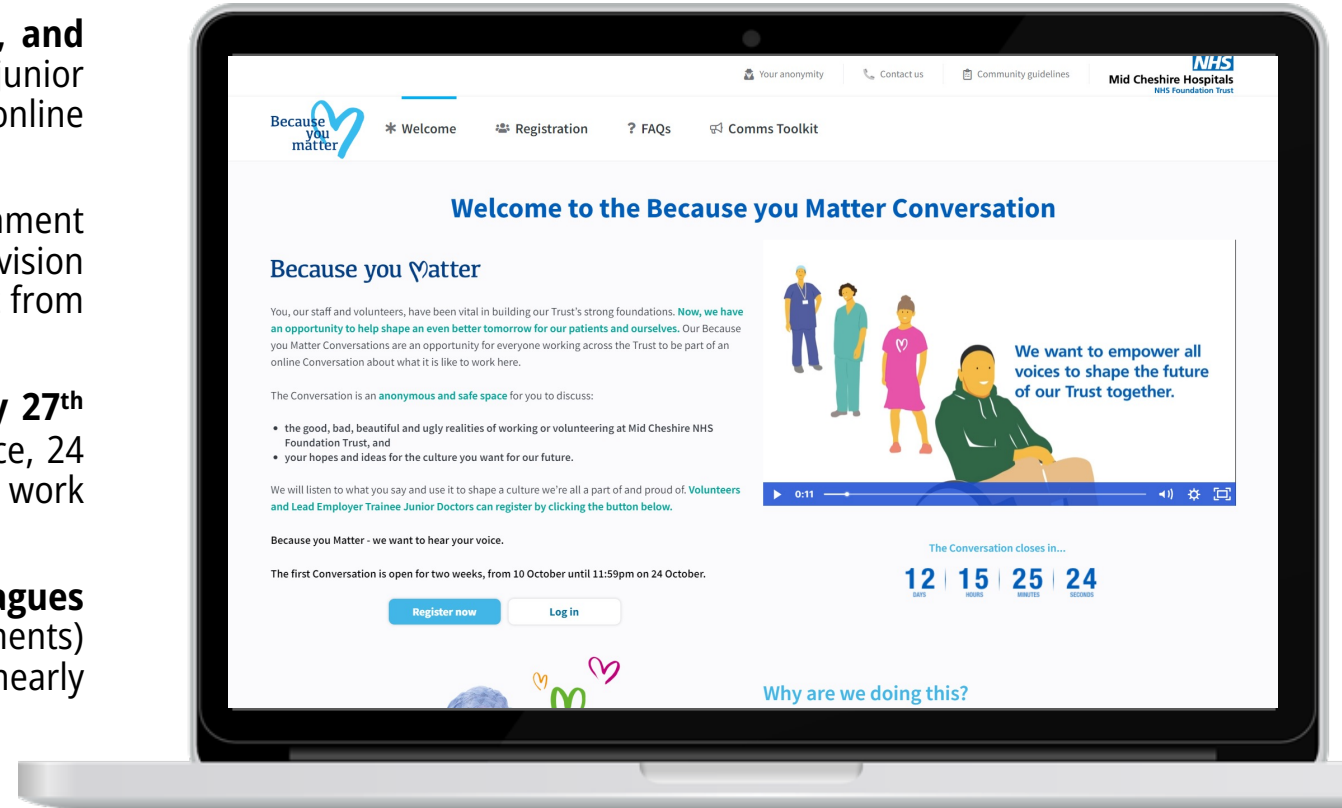 , and
junior
online
nment
vision
from
y 27th
ce, 24
work
agues
ments)
nearly
Your anonymity
Contact us
Community guidelines
NHS
Mid Cheshire Hospitals
NHS Foundation Trust
Because
you
matter
Welcome
Registration
? FAQs
Comms Toolkit
Welcome to the Because you Matter Conversation
Because you Matter
You, our staff and volunteers, have been vital in building our Trust's strong foundations. Now, we have
an opportunity to help shape an even better tomorrow for our patients and ourselves. Our Because
you Matter Conversations are an opportunity for everyone working across the Trust to be part of an
online Conversation about what it is like to work here.
The Conversation is an anonymous and safe space for you to discuss:
• the good, bad, beautiful and ugly realities of working or volunteering at Mid Cheshire NHS
Foundation Trust, and
• your hopes and ideas for the culture you want for our future.
We will listen to what you say and use it to shape a culture we're all a part of and proud of. Volunteers
and Lead Employer Trainee Junior Doctors can register by clicking the button below.
Because you Matter - we want to hear your voice.
The first Conversation is open for two weeks, from 10 October until 11:59pm on 24 October.
Register now
Log in
We want to empower all
voices to shape the future
of our Trust together.
0:11
The Conversation closes in...
12 15 25 24
DAYS HOURS MINUTES SECONDS
Why are we doing this?